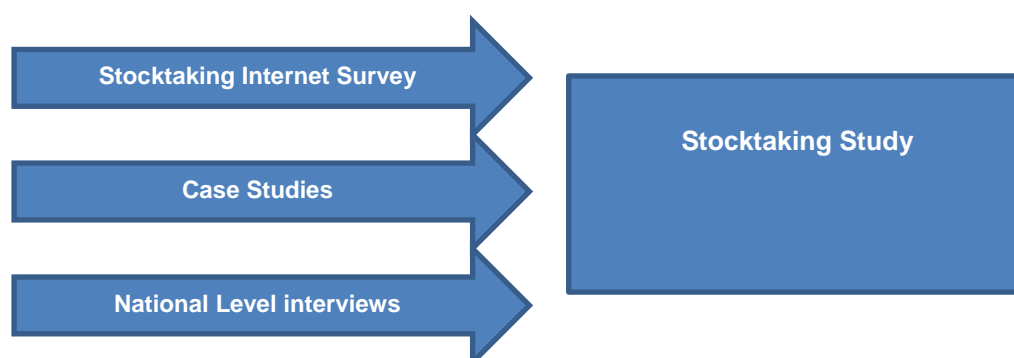 Stocktaking Internet Survey
Stocktaking Study
Case Studies
National Level interviews